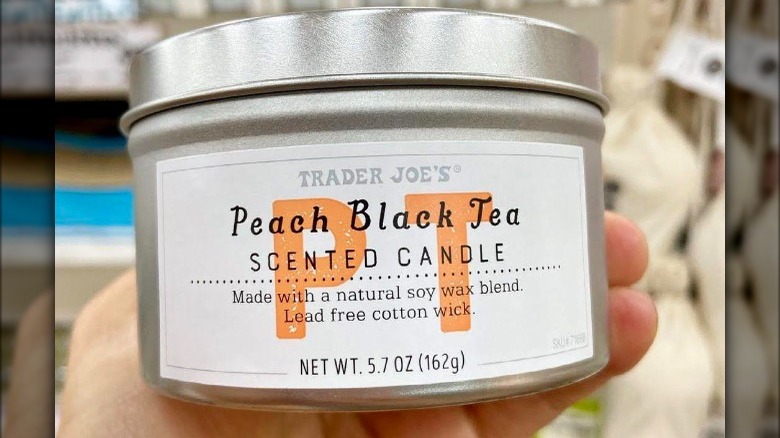 TRADER JOE'S®
Peach Black Tea
PT
SCENTED CANDLE
Made with a natural soy wax blend.
Lead free cotton wick.
NET WT. 5.7 OZ (162g)